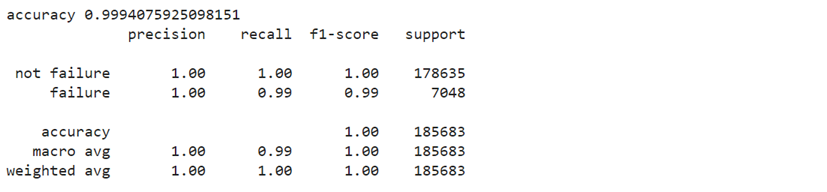 accuracy 0.9994075925098151
precision recall f1-score support
not failure 1.00 1.00 1.00 178635
failure 1.00 0.99 0.99 7048
accuracy 1.00 185683
macro avg 1.00 0.99 1.00 185683
weighted avg 1.00 1.00 1.00 185683